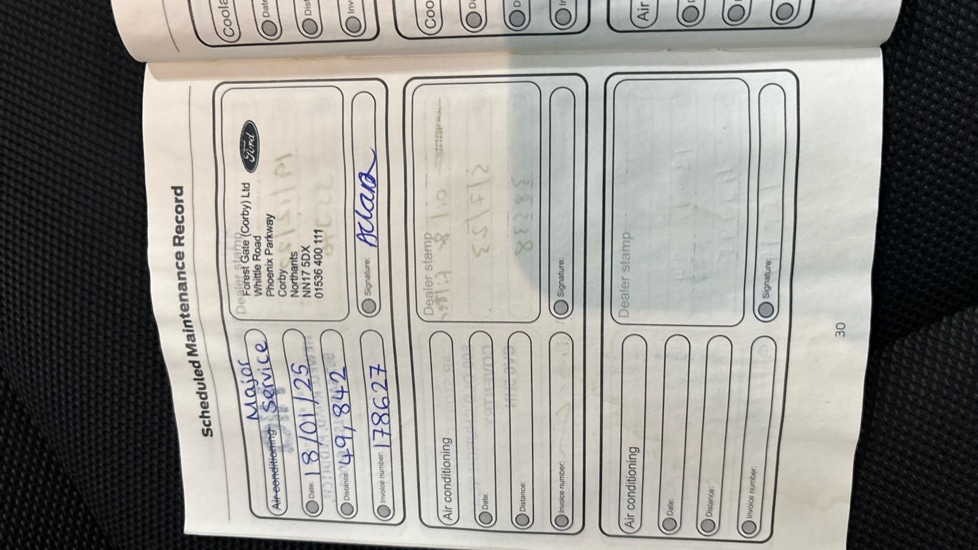 Scheduled Maintenance Record
Air conditioning Major Service
Date: 18/01/25
Distance: 49,842
Invoice number: 178627
Dealer stamp
Forest Gate (Corby) Ltd
Whittle Road
Phoenix Parkway
Corby
Northants
NN17 5DX
01536 400 111
Ford
Signature:
Air conditioning
Date:
Distance:
Invoice number:
Dealer stamp
Signature:
Air conditioning
Date:
Distance:
Invoice number:
Dealer stamp
Signature:
30